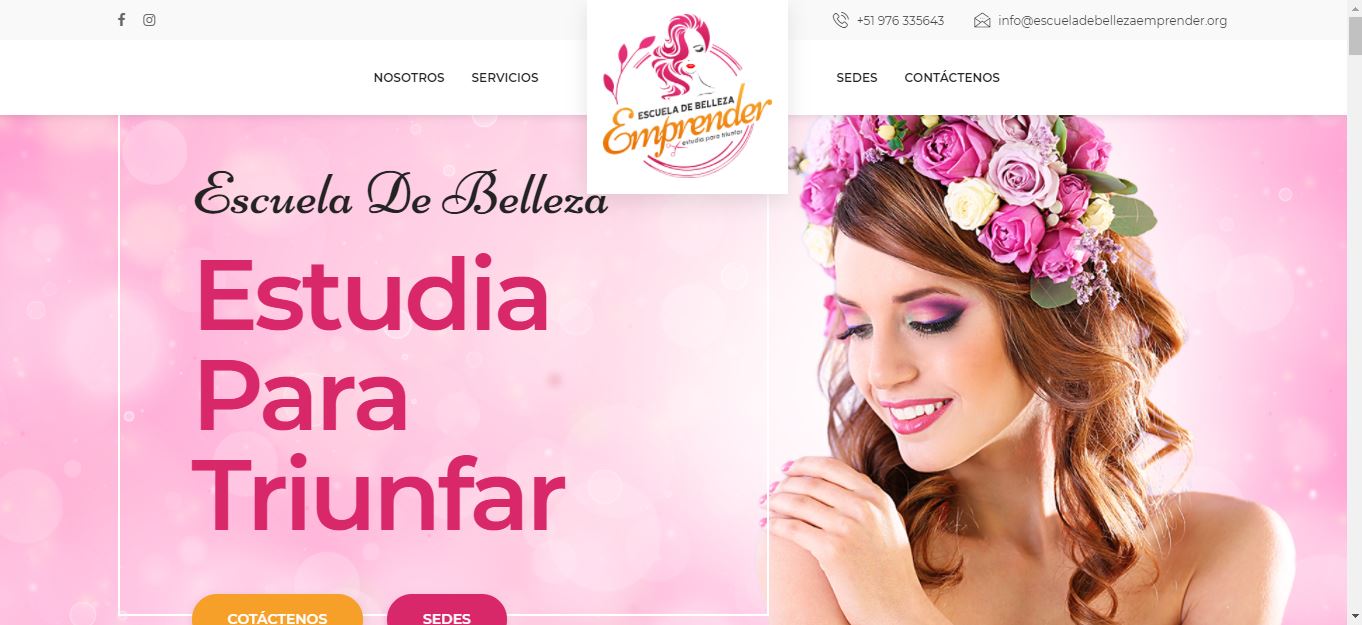 +51 976 335643
info@escueladebellezaemprender.org
NOSOTROS
SERVICIOS
ESCUELA DE BELLEZA
Emprender
estudia para triunfar
SEDES
CONTÁCTENOS
Escuela De Belleza
Estudia
Para
Triunfar
COTÁCTENOS
SEDES